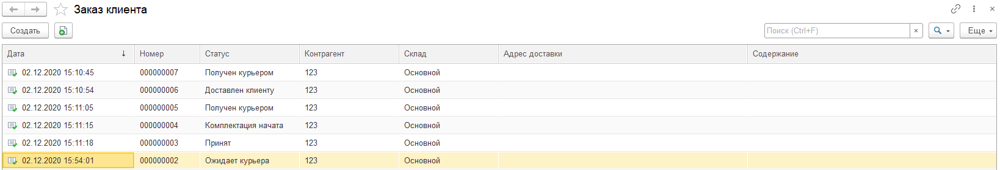 Заказ клиента
Создать Поиск (Ctrl+F) × Еще
Дата ↓ Номер Статус Контрагент Склад Адрес доставки Содержание
02.12.2020 15:10:45 000000007 Получен курьером 123 Основной
02.12.2020 15:10:54 000000006 Доставлен клиенту 123 Основной
02.12.2020 15:11:05 000000005 Получен курьером 123 Основной
02.12.2020 15:11:15 000000004 Комплектация начата 123 Основной
02.12.2020 15:11:18 000000003 Принят 123 Основной
02.12.2020 15:54:01 000000002 Ожидает курьера 123 Основной